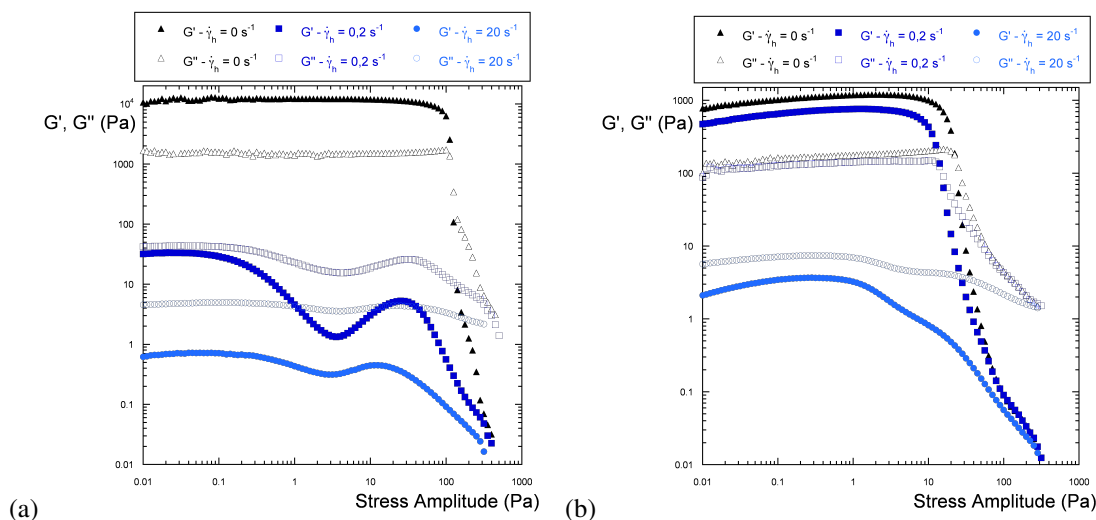 G' - γ̇h = 0 s-1 G' - γ̇h = 0,2 s-1 G' - γ̇h = 20 s-1
G'' - γ̇h = 0 s-1 G'' - γ̇h = 0,2 s-1 G'' - γ̇h = 20 s-1
G', G'' (Pa)
104
1000
100
10
1
0.1
0.01
0.01 0.1 1 10 100 1000
Stress Amplitude (Pa)
(a)
G' - γ̇h = 0 s-1 G' - γ̇h = 0,2 s-1 G' - γ̇h = 20 s-1
G'' - γ̇h = 0 s-1 G'' - γ̇h = 0,2 s-1 G'' - γ̇h = 20 s-1
G', G'' (Pa)
1000
100
10
1
0.1
0.01
0.01 0.1 1 10 100 1000
Stress Amplitude (Pa)
(b)